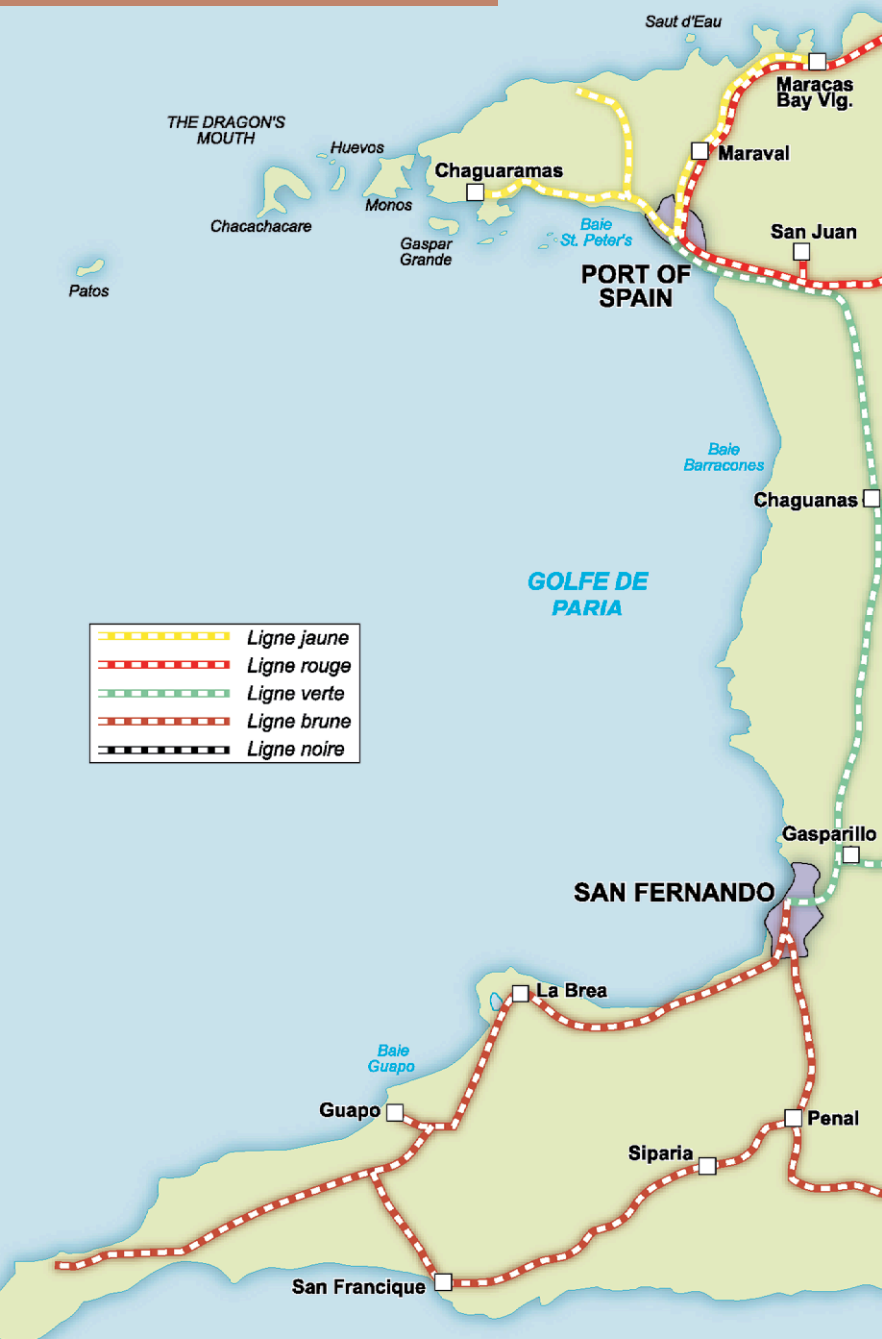 Saut d'Eau
Maracas
Bay Vlg.
THE DRAGON'S
MOUTH
Huevos
Maraval
Chaguaramas
Monos
Chacachacare
Baie
St. Peter's
San Juan
Gaspar
Grande
PORT OF
SPAIN
Patos
Baie
Barracones
Chaguanas
GOLFE DE
PARIA
Ligne jaune
Ligne rouge
Ligne verte
Ligne brune
Ligne noire
Gasparillo
SAN FERNANDO
La Brea
Baie
Guapo
Guapo
Penal
Siparia
San Francique